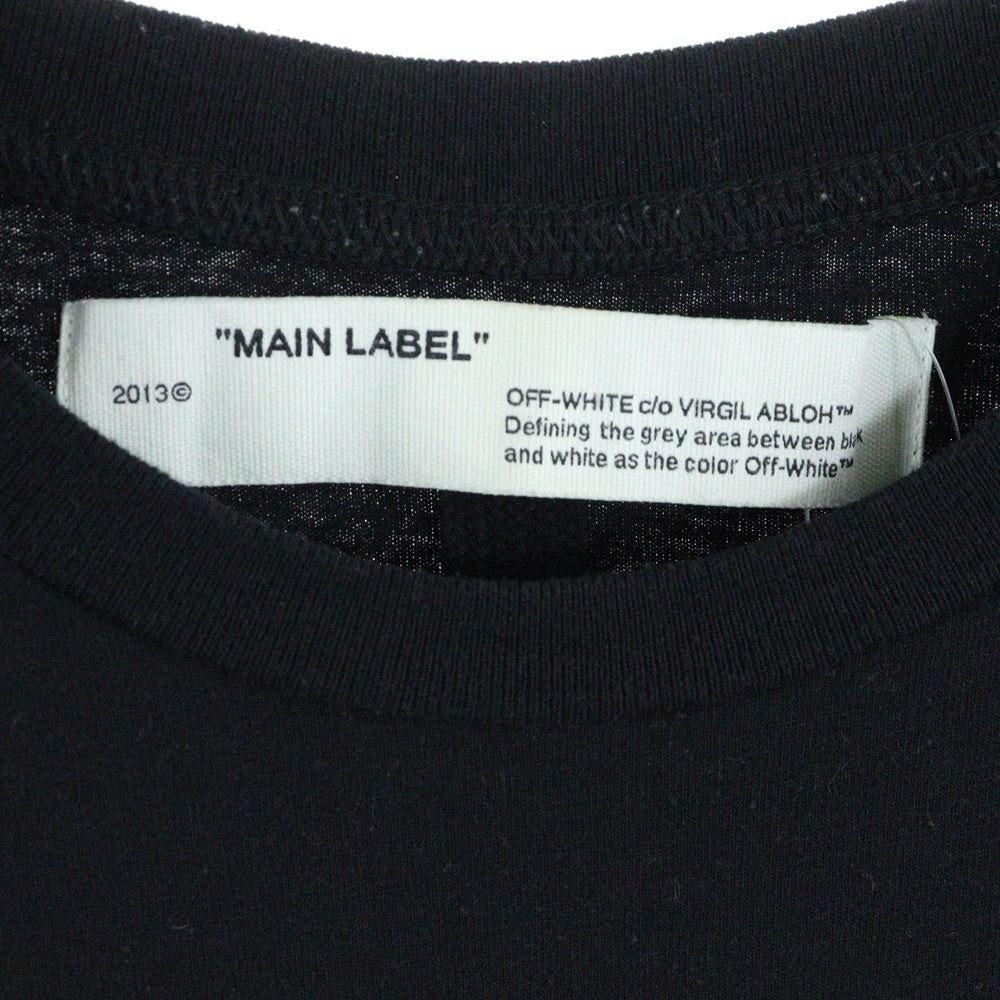 "MAIN LABEL"
2013©
OFF-WHITE c/o VIRGIL ABLOH™
Defining the grey area between
and white as the color Off-White™